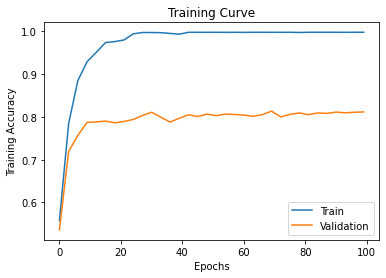 Training Curve
1.0
0.9
0.8
0.7
0.6
Training Accuracy
0 20 40 60 80 100
Epochs
Train
Validation